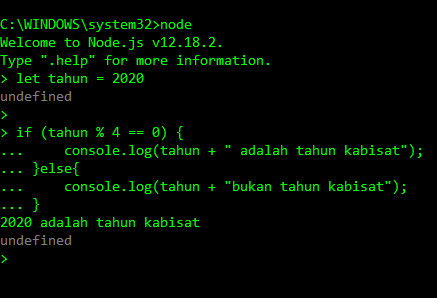 C:\WINDOWS\system32>node
Welcome to Node.js v12.18.2.
Type ".help" for more information.
> let tahun = 2020
undefined
>
> if (tahun % 4 == 0) {
...     console.log(tahun + " adalah tahun kabisat");
... }else{
...     console.log(tahun + "bukan tahun kabisat");
... }
2020 adalah tahun kabisat
undefined
>